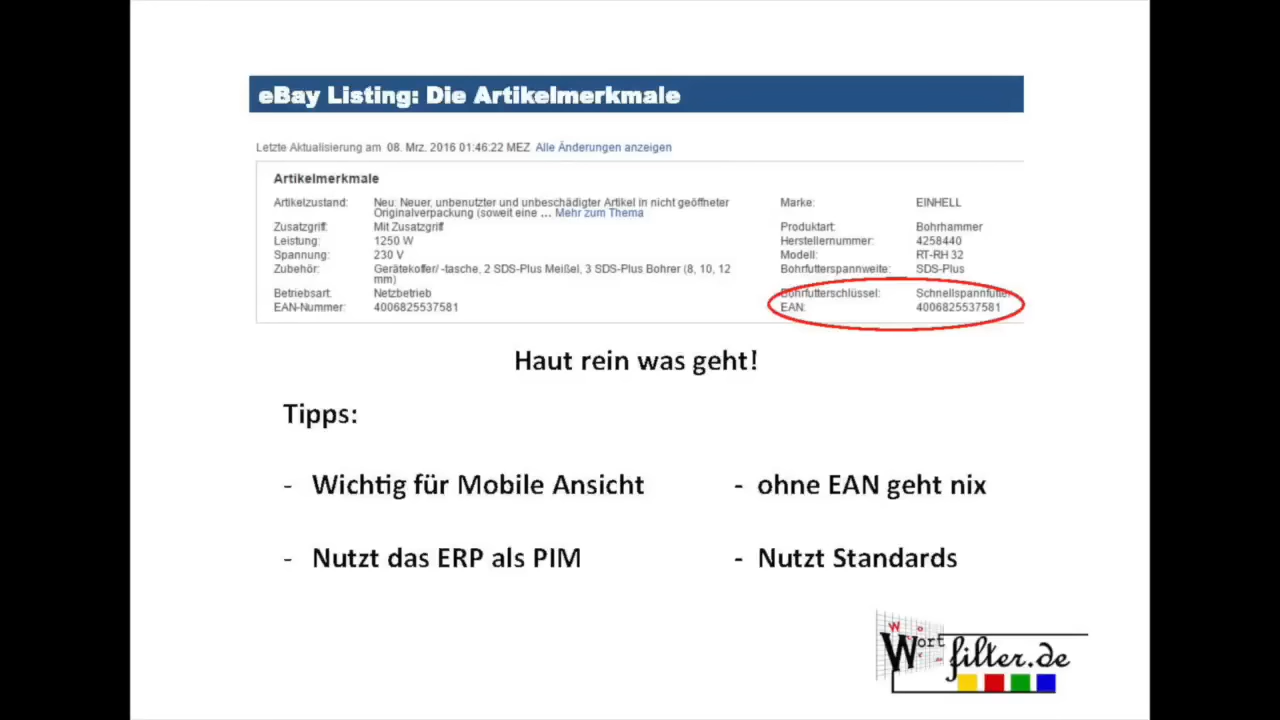 eBay Listing: Die Artikelmerkmale
Letzte Aktualisierung am 08. Mrz. 2016 01:46:22 MEZ Alle Änderungen anzeigen
Artikelmerkmale
Artikelzustand: Neu: Neuer, unbenutzter und unbeschädigter Artikel in nicht geöffneter
Originalverpackung (soweit eine ... Mehr zum Thema
Marke: EINHELL
Zusatzgriff: Mit Zusatzgriff
Produktart: Bohrhammer
Leistung: 1250 W
Herstellernummer: 4258440
Spannung: 230 V
Modell: RT-RH 32
Zubehör: Gerätekoffer/ -tasche, 2 SDS-Plus Meißel, 3 SDS-Plus Bohrer (8, 10, 12
mm)
Bohrfutterspannweite: SDS-Plus
Betriebsart: Netzbetrieb
Bohrfutterschlüssel: Schnellspannfutter
EAN-Nummer: 4006825537581
EAN: 4006825537581
Haut rein was geht!
Tipps:
- Wichtig für Mobile Ansicht
- ohne EAN geht nix
- Nutzt das ERP als PIM
- Nutzt Standards
Wortfilter.de